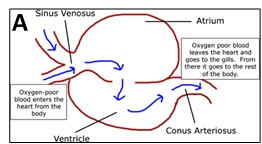 A
Sinus Venosus
Atrium
Oxygen poor blood
leaves the heart and
goes to the gills. From
there it goes to the rest
of the body.
Oxygen-poor
blood enters the
heart from the
body
Conus Arteriosus
Ventricle